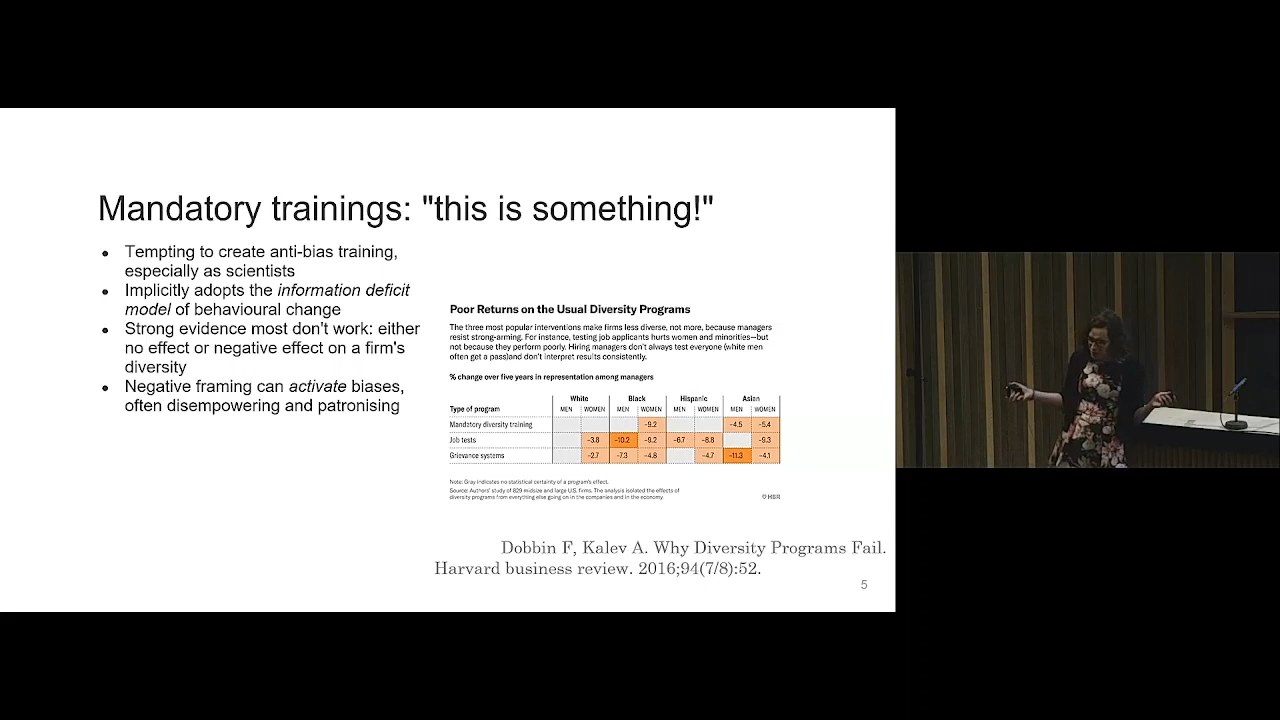 Mandatory trainings: "this is something!"
● Tempting to create anti-bias training,
especially as scientists
● Implicitly adopts the information deficit
model of behavioural change
● Strong evidence most don't work: either
no effect or negative effect on a firm's
diversity
● Negative framing can activate biases,
often disempowering and patronising
Poor Returns on the Usual Diversity Programs
The three most popular interventions make firms less diverse, not more, because managers
resist strong-arming. For instance, testing job applicants hurts women and minorities—but
not because they perform poorly. Hiring managers don't always test everyone (white men
often get a pass)and don't interpret results consistently.
% change over five years in representation among managers
White Black Hispanic Asian
Type of program MEN WOMEN MEN WOMEN MEN WOMEN MEN WOMEN
Mandatory diversity training -9.2 -4.5 -5.4
Job tests -3.8 -10.2 -9.2 -6.7 -8.8 -9.3
Grievance systems -2.7 -7.3 -4.8 -4.7 -11.3 -4.1
Note: Gray indicates no statistical certainty of a program's effect.
Source: Authors' study of 829 midsize and large U.S. firms. The analysis isolated the effects of
diversity programs from everything else going on in the companies and in the economy.
HBR
Dobbin F, Kalev A. Why Diversity Programs Fail.
Harvard business review. 2016;94(7/8):52.
5